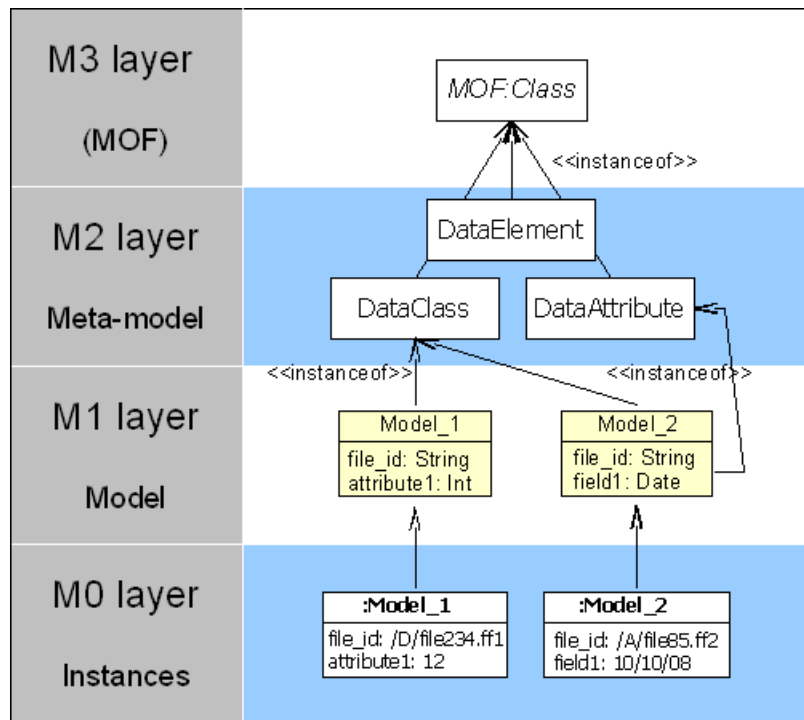 M3 layer
(MOF)
MOF:Class
<<instanceof>>
M2 layer
Meta-model
DataElement
DataClass
DataAttribute
<<instanceof>>
<<instanceof>>
M1 layer
Model
Model_1
file_id: String
attribute1: Int
Model_2
file_id: String
field1: Date
M0 layer
Instances
:Model_1
file_id: /D/file234.ff1
attribute1: 12
:Model_2
file_id: /A/file85.ff2
field1: 10/10/08